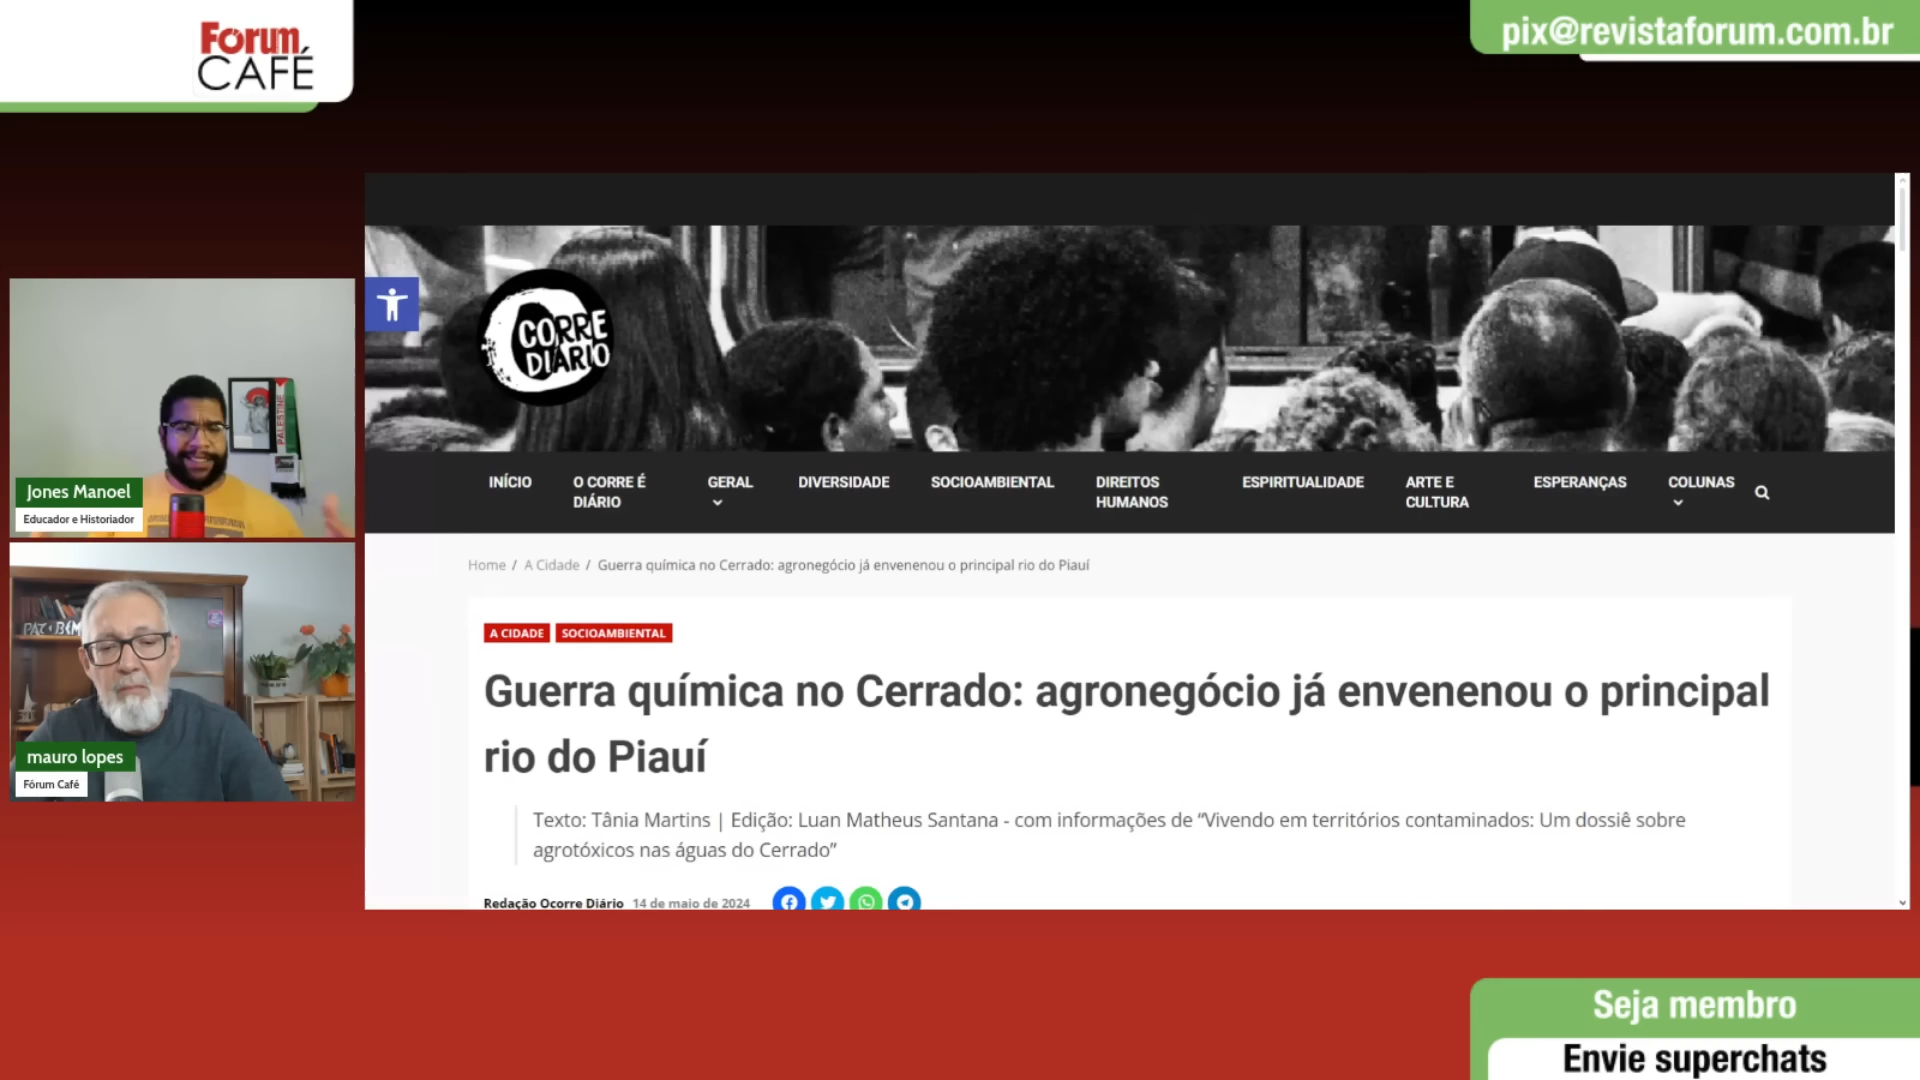 Fórum
CAFÉ
pix@revistaforum.com.br
PALESTINE
Jones Manoel
Educador e Historiador
mauro lopes
Fórum Café
CORRE
DIÁRIO
INÍCIO
O CORRE É
DIÁRIO
GERAL
DIVERSIDADE
SOCIOAMBIENTAL
DIREITOS
HUMANOS
ESPIRITUALIDADE
ARTE E
CULTURA
ESPERANÇAS
COLUNAS
Home / A Cidade / Guerra química no Cerrado: agronegócio já envenenou o principal rio do Piauí
A CIDADE SOCIOAMBIENTAL
Guerra química no Cerrado: agronegócio já envenenou o principal
rio do Piauí
Texto: Tânia Martins | Edição: Luan Matheus Santana - com informações de “Vivendo em territórios contaminados: Um dossiê sobre
agrotóxicos nas águas do Cerrado”
Redação Ocorre Diário 14 de maio de 2024
Seja membro
Envie superchats